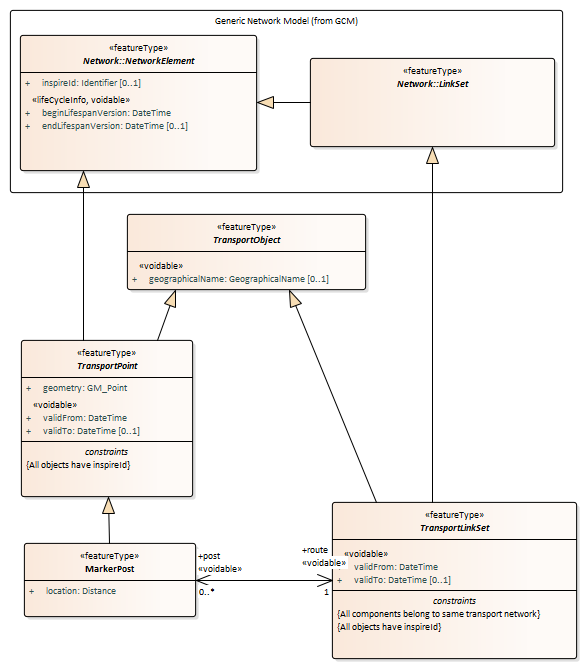 Generic Network Model (from GCM)
«featureType»
Network::NetworkElement
+ inspireId: Identifier [0..1]
«lifeCycleInfo, voidable»
+ beginLifespanVersion: DateTime
+ endLifespanVersion: DateTime [0..1]
«featureType»
Network::LinkSet
«featureType»
TransportObject
«voidable»
+ geographicalName: GeographicalName [0..1]
«featureType»
TransportPoint
+ geometry: GM_Point
«voidable»
+ validFrom: DateTime
+ validTo: DateTime [0..1]
constraints
{All objects have inspireId}
«featureType»
MarkerPost
+ location: Distance
+post
«voidable»
0..*
+route
«voidable»
1
«featureType»
TransportLinkSet
«voidable»
+ validFrom: DateTime
+ validTo: DateTime [0..1]
constraints
{All components belong to same transport network}
{All objects have inspireId}